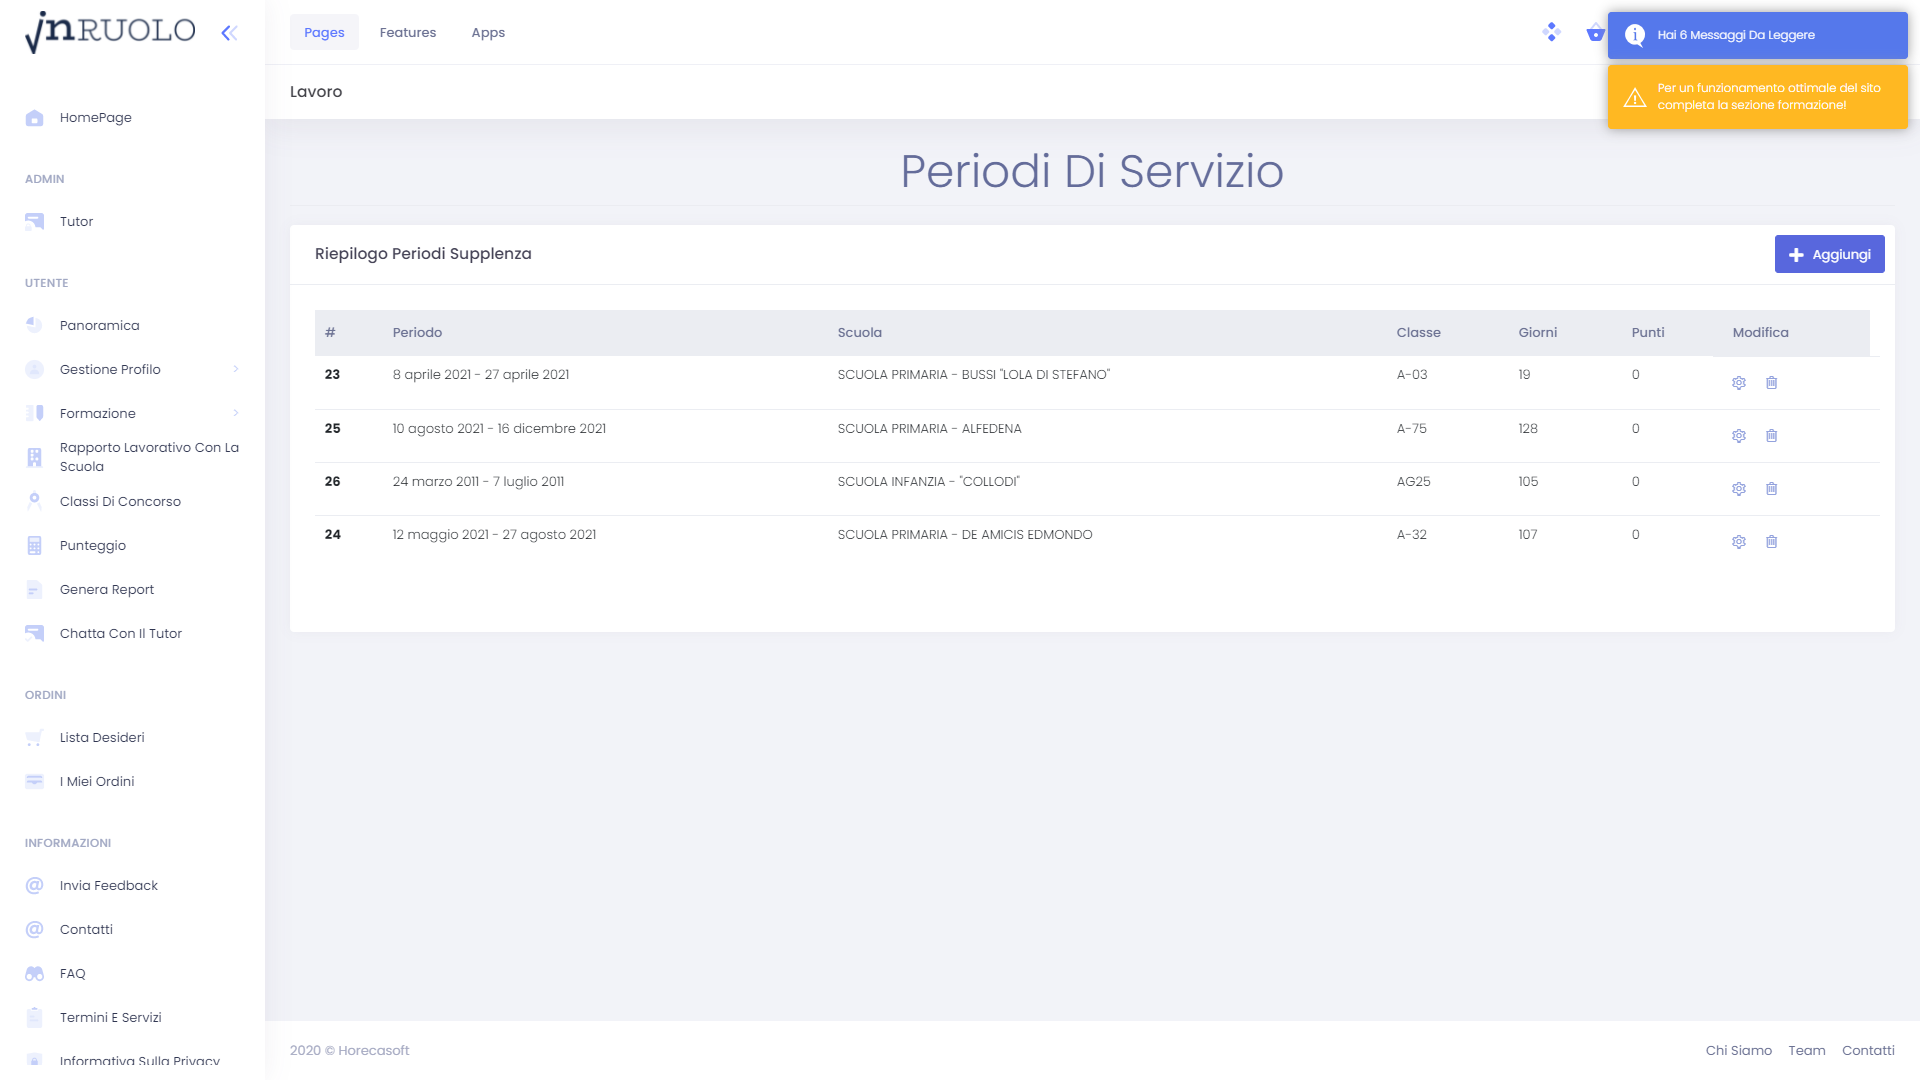 inRUOLO
HomePage
ADMIN
Tutor
UTENTE
Panoramica
Gestione Profilo
Formazione
Rapporto Lavorativo Con La
Scuola
Classi Di Concorso
Punteggio
Genera Report
Chatta Con Il Tutor
ORDINI
Lista Desideri
I Miei Ordini
INFORMAZIONI
Invia Feedback
Contatti
FAQ
Termini E Servizi
Informativa Sulla Privacy
Pages Features Apps
Hai 6 Messaggi Da Leggere
Per un funzionamento ottimale del sito
completa la sezione formazione!
Lavoro
Periodi Di Servizio
Riepilogo Periodi Supplenza
Aggiungi
# Periodo Scuola Classe Giorni Punti Modifica
23 8 aprile 2021 - 27 aprile 2021 SCUOLA PRIMARIA - BUSSI "LOLA DI STEFANO" A-03 19 0
25 10 agosto 2021 - 16 dicembre 2021 SCUOLA PRIMARIA - ALFEDENA A-75 128 0
26 24 marzo 2011 - 7 luglio 2011 SCUOLA INFANZIA - "COLLODI" AG25 105 0
24 12 maggio 2021 - 27 agosto 2021 SCUOLA PRIMARIA - DE AMICIS EDMONDO A-32 107 0
2020 © Horecasoft
Chi Siamo Team Contatti